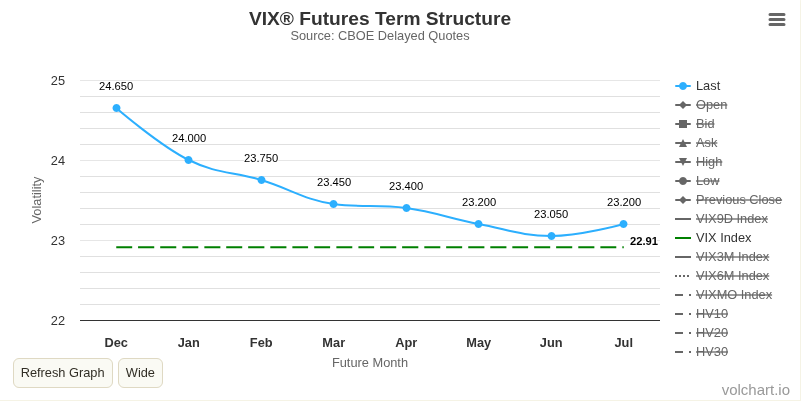 VIX® Futures Term Structure
Source: CBOE Delayed Quotes
25
24
23
22
Volatility
24.650
24.000
23.750
23.450
23.400
23.200
23.050
23.200
22.91
Dec Jan Feb Mar Apr May Jun Jul
Future Month
Last
Open
Bid
Ask
High
Low
Previous Close
VIX9D Index
VIX Index
VIX3M Index
VIX6M Index
VIXMO Index
HV10
HV20
HV30
Refresh Graph Wide
volchart.io